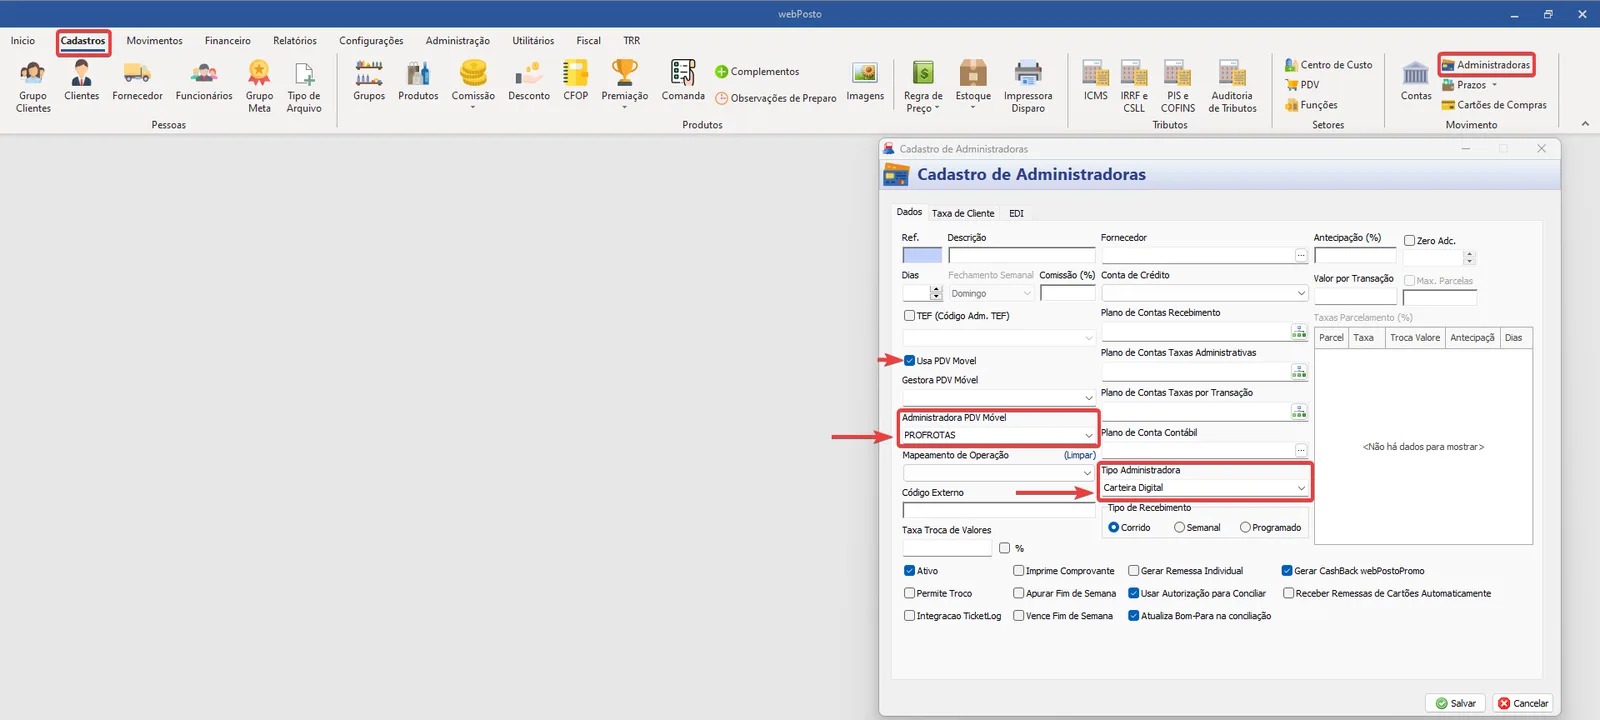 webPosto
Inicio Cadastros Movimentos Financeiro Relatórios Configurações Administração Utilitários Fiscal TRR
Grupo Clientes
Clientes
Fornecedor
Funcionários
Grupo Meta
Tipo de Arquivo
Pessoas
Grupos
Produtos
Comissão
Desconto
CFOP
Premiação
Comanda
Complementos
Observações de Preparo
Imagens
Produtos
Regra de Preço
Estoque
Impressora Disparo
ICMS
IRRF e CSLL
PIS e COFINS
Auditoria de Tributos
Tributos
Centro de Custo
PDV
Funções
Setores
Contas
Administradoras
Prazos
Cartões de Compras
Movimento
Cadastro de Administradoras
Cadastro de Administradoras
Dados Taxa de Cliente EDI
Ref. Descrição
Dias Fechamento Semanal Comissão (%)
Domingo
TEF (Código Adm. TEF)
Usa PDV Movel
Gestora PDV Móvel
Administradora PDV Móvel
PROFROTAS
Mapeamento de Operação (Limpar)
Código Externo
Taxa Troca de Valores
%
Fornecedor
...
Conta de Crédito
Plano de Contas Recebimento
Plano de Contas Taxas Administrativas
Plano de Contas Taxas por Transação
Plano de Conta Contábil
...
Tipo Administradora
Carteira Digital
Tipo de Recebimento
Corrido Semanal Programado
Antecipação (%) Zero Adc.
Valor por Transação Max. Parcelas
Taxas Parcelamento (%)
Parcel Taxa Troca Valore Antecipaçã Dias
<Não há dados para mostrar>
Ativo Imprime Comprovante Gerar Remessa Individual Gerar CashBack webPostoPromo
Permite Troco Apurar Fim de Semana Usar Autorização para Conciliar Receber Remessas de Cartões Automaticamente
Integracao TicketLog Vence Fim de Semana Atualiza Bom-Para na conciliação
Salvar Cancelar